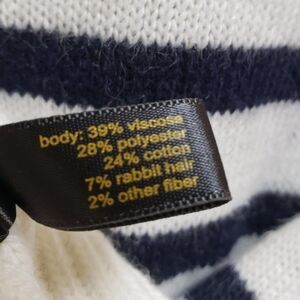 body: 39% viscose
28% polyester
24% cotton
7% rabbit hair
2% other fiber